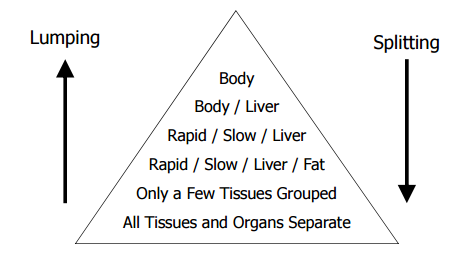 Lumping
Splitting
Body
Body / Liver
Rapid / Slow / Liver
Rapid / Slow / Liver / Fat
Only a Few Tissues Grouped
All Tissues and Organs Separate